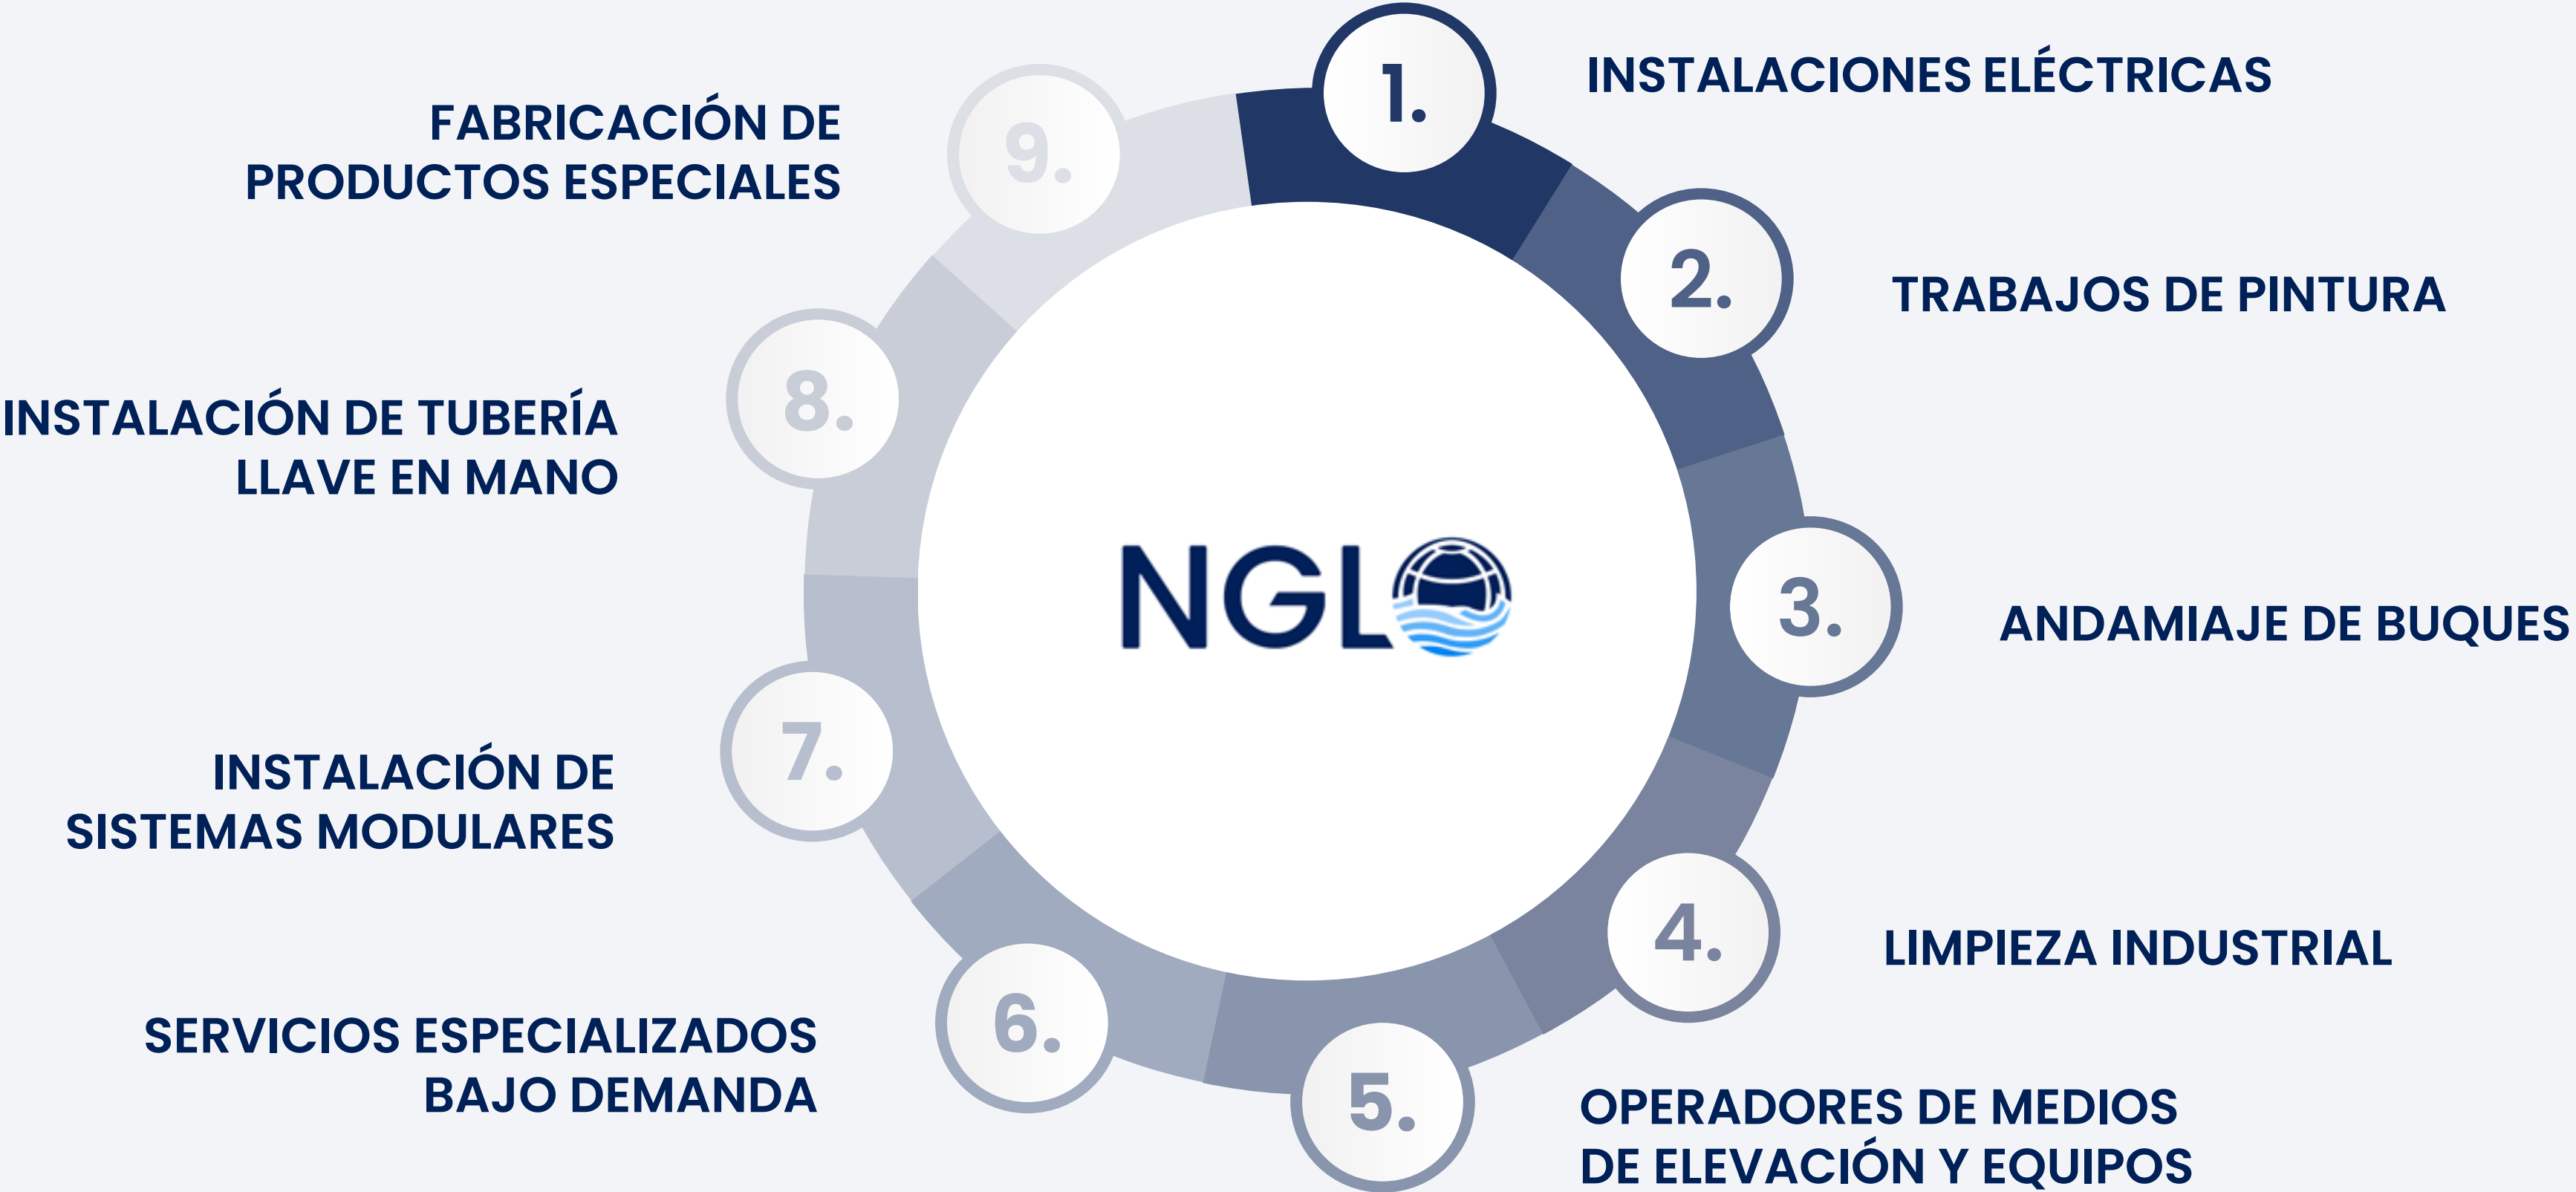 1.
INSTALACIONES ELÉCTRICAS
2.
TRABAJOS DE PINTURA
3.
ANDAMIAJE DE BUQUES
4.
LIMPIEZA INDUSTRIAL
5.
OPERADORES DE MEDIOS
DE ELEVACIÓN Y EQUIPOS
6.
SERVICIOS ESPECIALIZADOS
BAJO DEMANDA
7.
INSTALACIÓN DE
SISTEMAS MODULARES
8.
INSTALACIÓN DE TUBERÍA
LLAVE EN MANO
9.
FABRICACIÓN DE
PRODUCTOS ESPECIALES
NGL